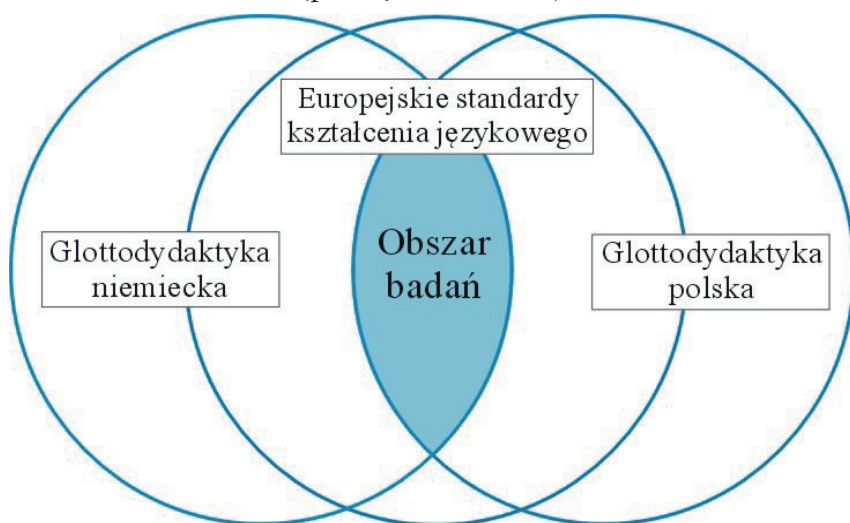 Europejskie standardy
kształcenia językowego
Glottodydaktyka
niemiecka
Obszar
badań
Glottodydaktyka
polska